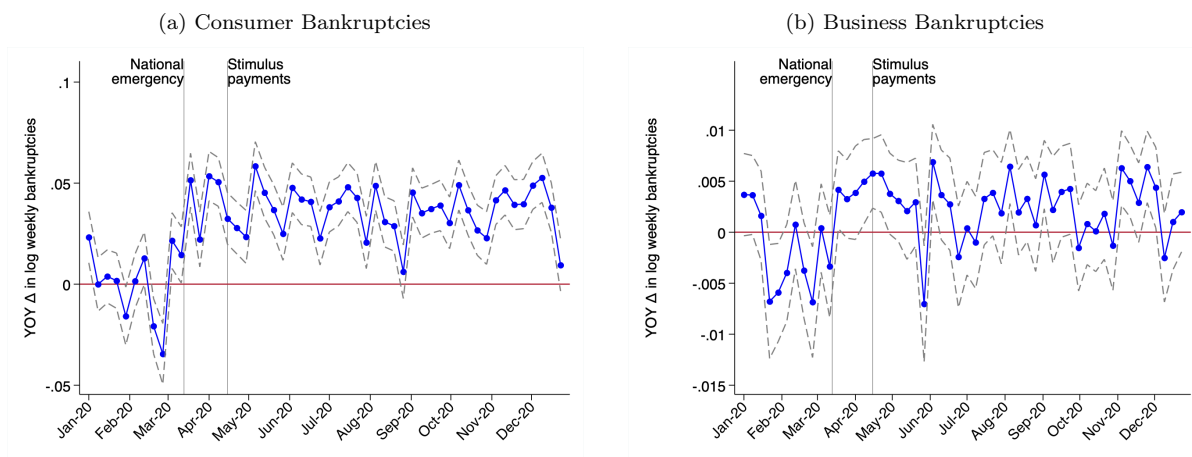 (a) Consumer Bankruptcies
National
emergency
Stimulus
payments
YOY Δ in log weekly bankruptcies
.1
.05
0
-.05
Jan-20
Feb-20
Mar-20
Apr-20
May-20
Jun-20
Jul-20
Aug-20
Sep-20
Oct-20
Nov-20
Dec-20
(b) Business Bankruptcies
National
emergency
Stimulus
payments
YOY Δ in log weekly bankruptcies
.01
.005
0
-.005
-.01
-.015
Jan-20
Feb-20
Mar-20
Apr-20
May-20
Jun-20
Jul-20
Aug-20
Sep-20
Oct-20
Nov-20
Dec-20